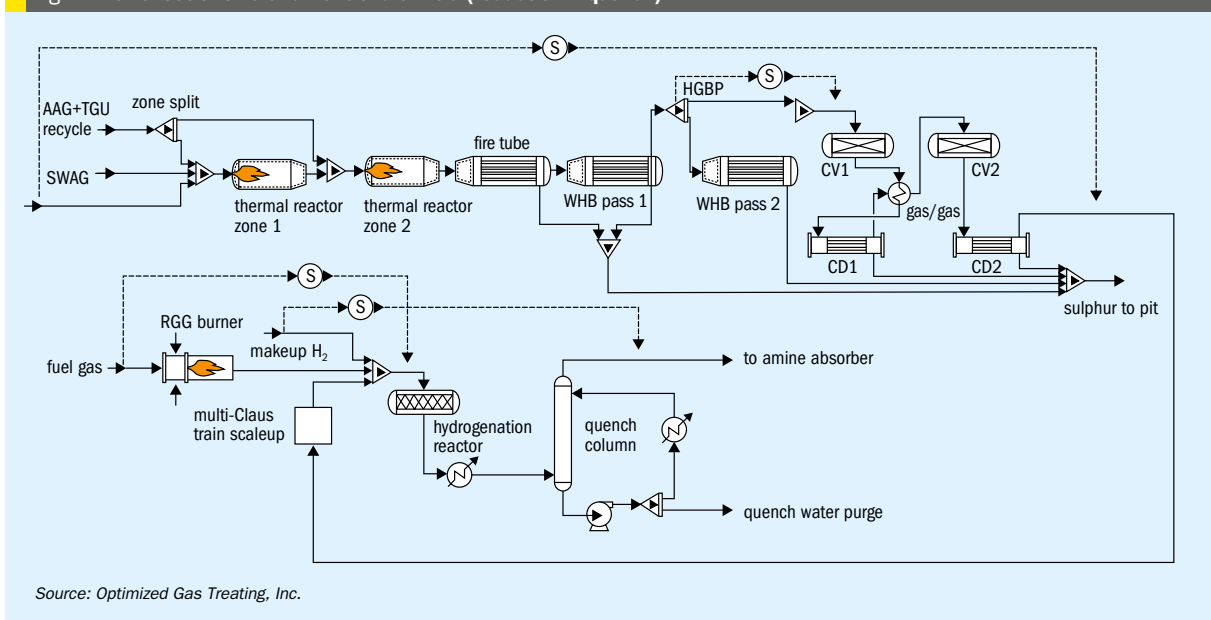 S
S
HGBP
AAG+TGU
recycle
zone split
SWAG
fire tube
thermal reactor
zone 1
thermal reactor
zone 2
WHB pass 1
WHB pass 2
CV1
CV2
gas/gas
CD1
CD2
sulphur to pit
S
S
RGG burner
makeup H2
fuel gas
to amine absorber
multi-Claus
train scaleup
hydrogenation
reactor
quench
column
quench water purge
Source: Optimized Gas Treating, Inc.